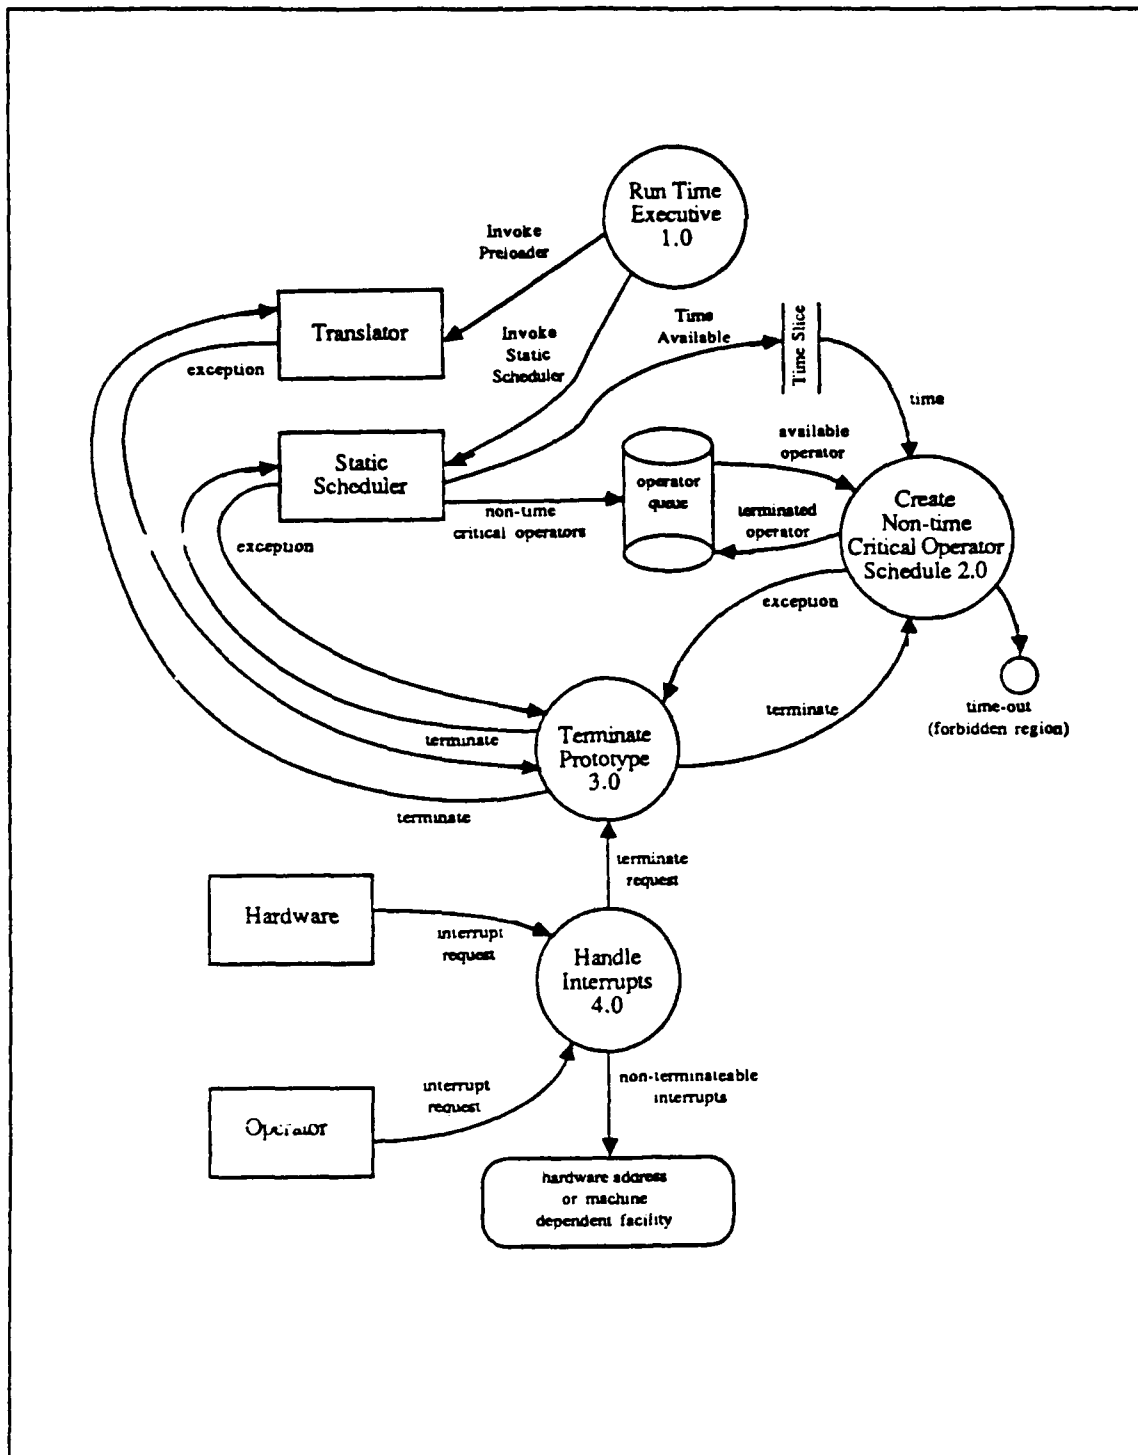 Run Time
Executive
1.0
Invoke
Preloader
Translator
exception
Invoke
Static
Scheduler
Time
Available
Time Slice
time
Static
Scheduler
exception
non-time
critical operators
operator
queue
available
operator
terminated
operator
Create
Non-time
Critical Operator
Schedule 2.0
exception
time-out
(forbidden region)
terminate
Terminate
Prototype
3.0
terminate
terminate
terminate
request
Hardware
interrupt
request
Handle
Interrupts
4.0
interrupt
request
Operator
non-terminateable
interrupts
hardware address
or machine
dependent facility